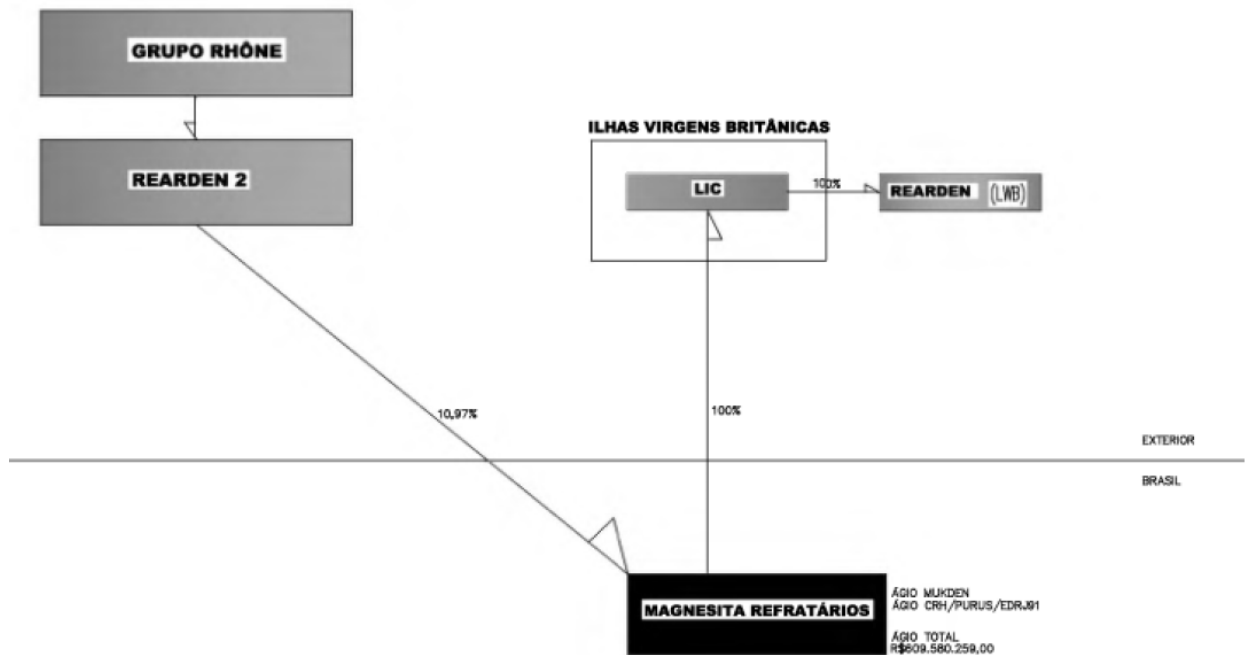 GRUPO RHÔNE
REARDEN 2
ILHAS VIRGENS BRITÂNICAS
LIC
100%
REARDEN (LWB)
10,97%
100%
EXTERIOR
BRASIL
MAGNESITA REFRATÁRIOS
ÁGIO MUKDEN
ÁGIO CRH/PURUS/EDRJ91
ÁGIO TOTAL
R$609.580.259,00